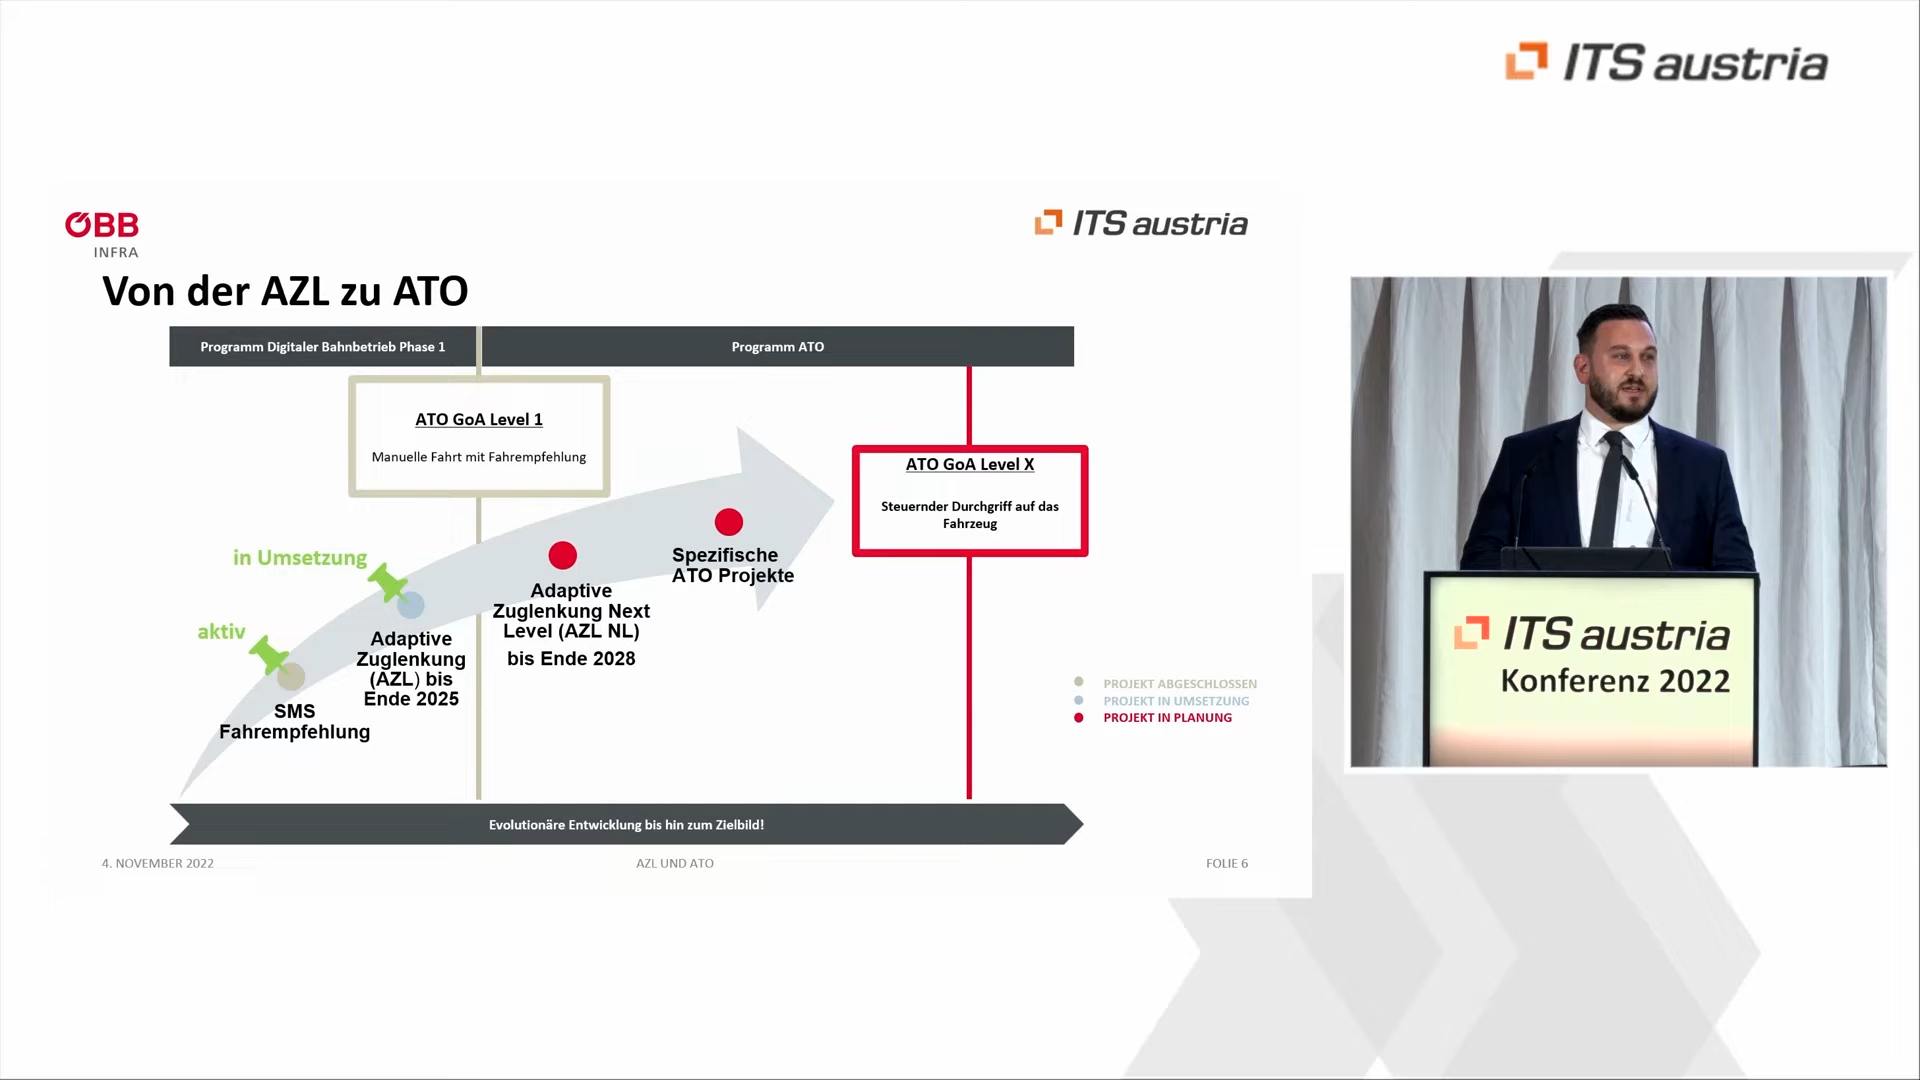 ITS austria
ÖBB
INFRA
ITS austria
Von der AZL zu ATO
Programm Digitaler Bahnbetrieb Phase 1
Programm ATO
ATO GoA Level 1
Manuelle Fahrt mit Fahrempfehlung
ATO GoA Level X
Steuernder Durchgriff auf das
Fahrzeug
in Umsetzung
aktiv
SMS
Fahrempfehlung
Adaptive
Zuglenkung
(AZL) bis
Ende 2025
Adaptive
Zuglenkung Next
Level (AZL NL)
bis Ende 2028
Spezifische
ATO Projekte
PROJEKT ABGESCHLOSSEN
PROJEKT IN UMSETZUNG
PROJEKT IN PLANUNG
Evolutionäre Entwicklung bis hin zum Zielbild!
4. NOVEMBER 2022
AZL UND ATO
FOLIE 6
ITS austria
Konferenz 2022